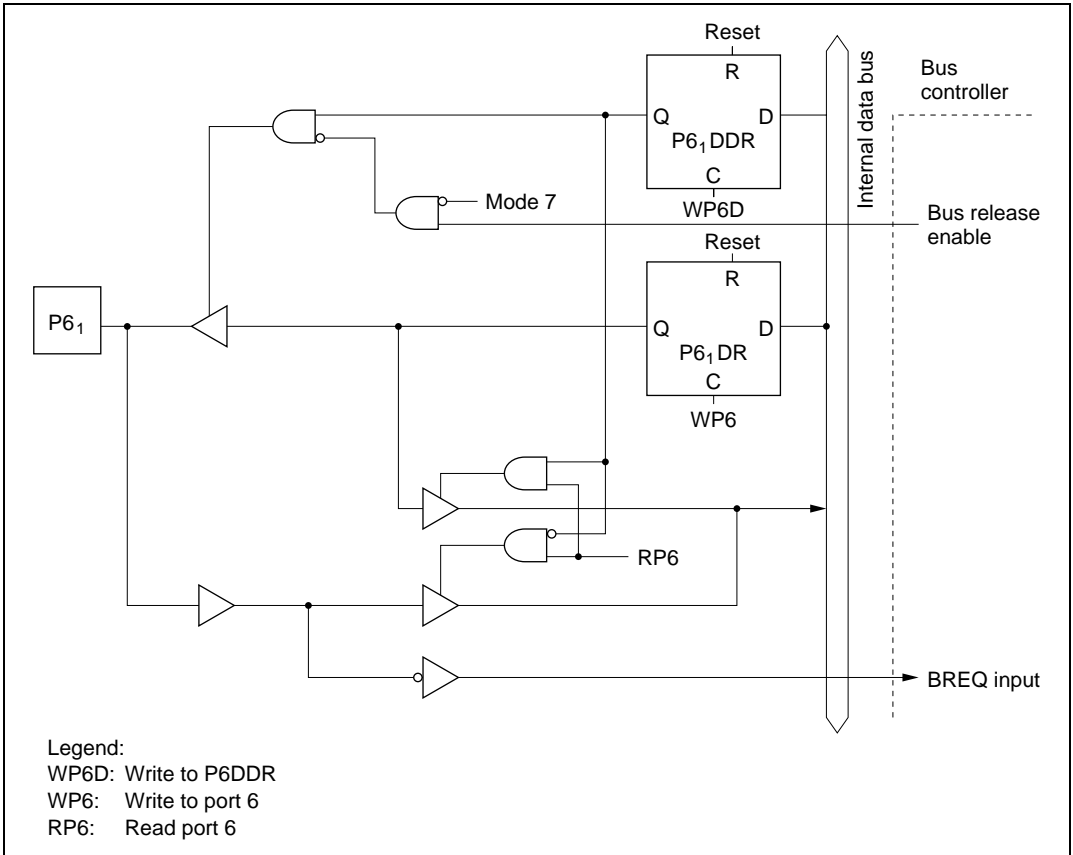 Reset
R
Q
D
P6₁DDR
C
WP6D
Internal data bus
Bus
controller
Mode 7
Bus release
enable
Reset
R
P6₁
Q
D
P6₁DR
C
WP6
RP6
BREQ input
Legend:
WP6D: Write to P6DDR
WP6: Write to port 6
RP6: Read port 6